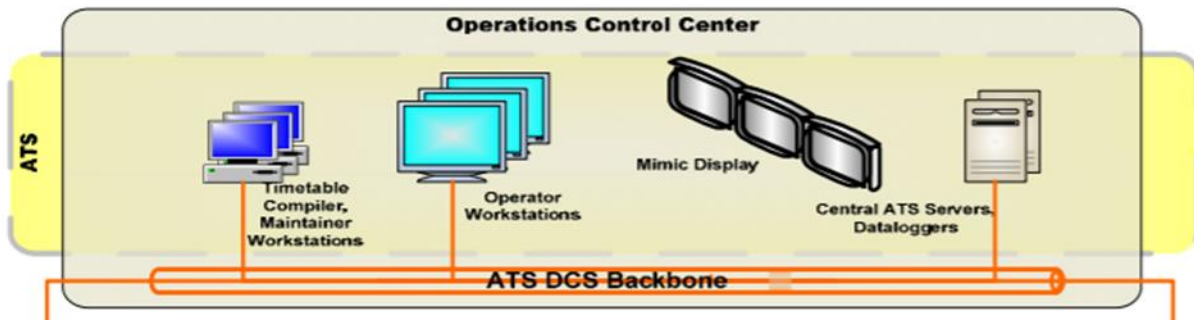 Operations Control Center
ATS
Timetable
Compiler,
Maintainer
Workstations
Operator
Workstations
Mimic Display
Central ATS Servers,
Dataloggers
ATS DCS Backbone